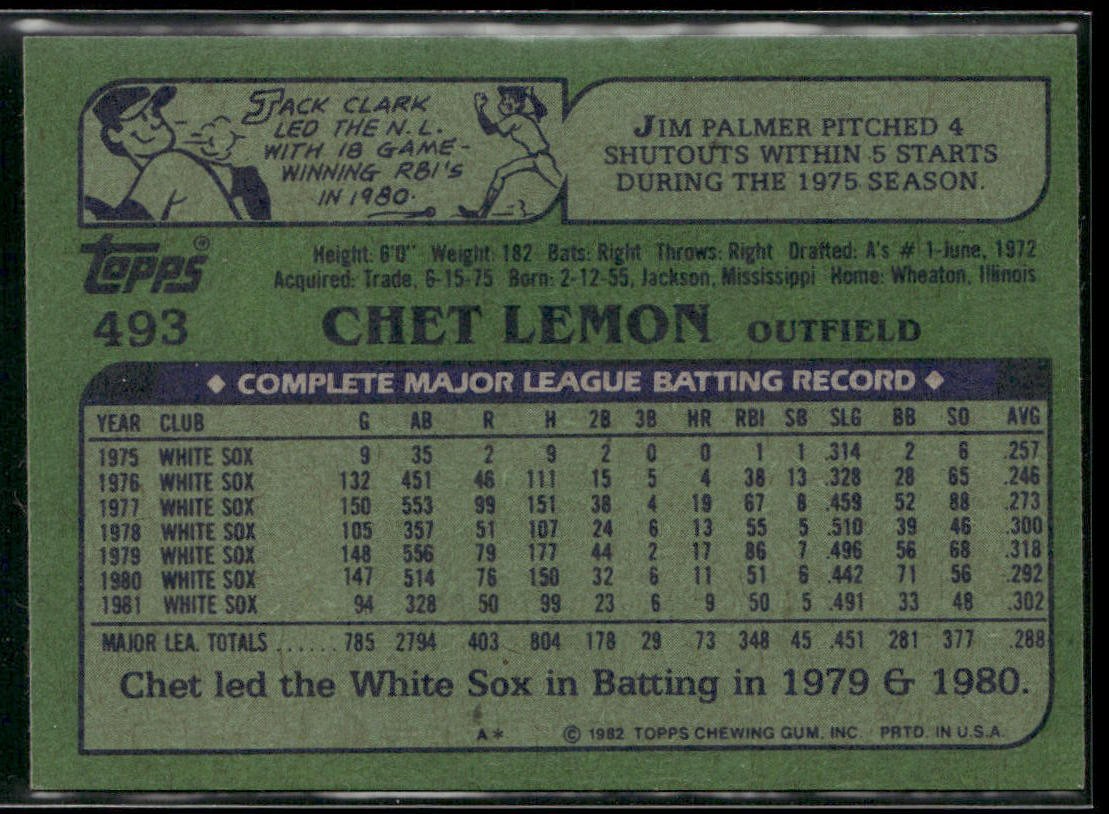 JACK CLARK
LED THE N.L.
WITH 18 GAME-
WINNING RBI'S
IN 1980.
JIM PALMER PITCHED 4
SHUTOUTS WITHIN 5 STARTS
DURING THE 1975 SEASON.
Topps®
Height: 6'0" Weight: 182 Bats: Right Throws: Right Drafted: A's # 1-June, 1972
Acquired: Trade, 6-15-75 Born: 2-12-55, Jackson, Mississippi Home: Wheaton, Illinois
493 CHET LEMON OUTFIELD
◆ COMPLETE MAJOR LEAGUE BATTING RECORD ◆
YEAR CLUB G AB R H 2B 3B HR RBI SB SLG BB SO AVG
1975 WHITE SOX 9 35 2 9 2 0 0 1 1 .314 2 6 .257
1976 WHITE SOX 132 451 46 111 15 5 4 38 13 .328 28 65 .246
1977 WHITE SOX 150 553 99 151 38 4 19 67 8 .459 52 88 .273
1978 WHITE SOX 105 357 51 107 24 6 13 55 5 .510 39 46 .300
1979 WHITE SOX 148 556 79 177 44 2 17 86 7 .496 56 68 .318
1980 WHITE SOX 147 514 76 150 32 6 11 51 6 .442 71 56 .292
1981 WHITE SOX 94 328 50 99 23 6 9 50 5 .491 33 48 .302
MAJOR LEA. TOTALS ...... 785 2794 403 804 178 29 73 348 45 .451 281 377 .288
Chet led the White Sox in Batting in 1979 & 1980.
A* © 1982 TOPPS CHEWING GUM, INC. PRTD. IN U.S.A.